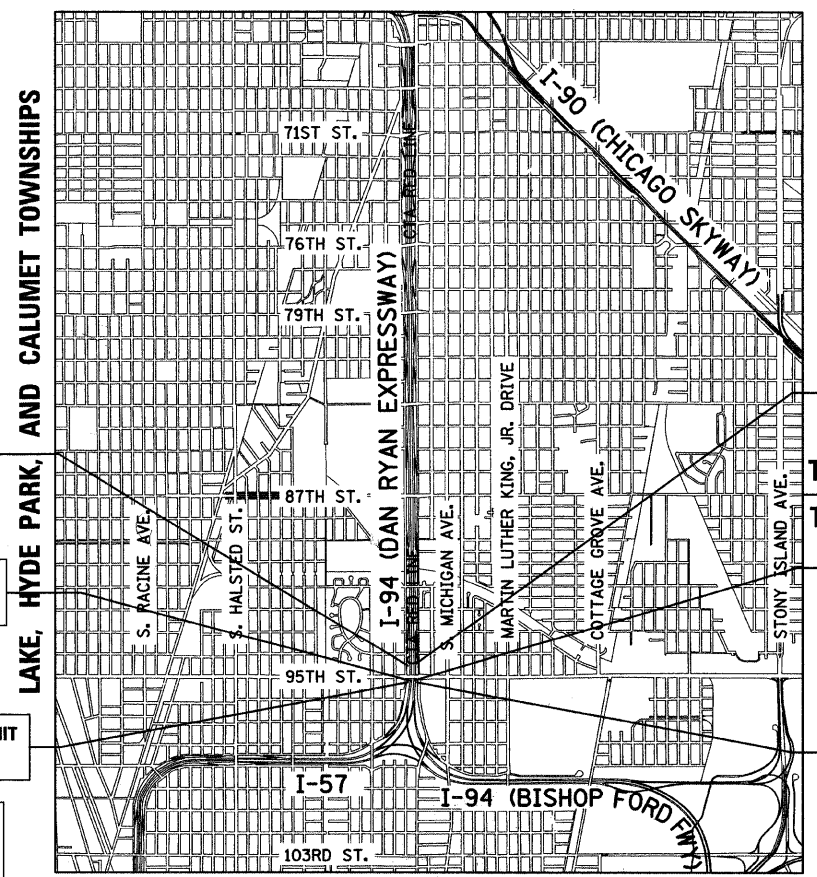 LAKE, HYDE PARK, AND CALUMET TOWNSHIPS
I-90 (CHICAGO SKYWAY)
71ST ST.
CTA RED LINE
76TH ST.
79TH ST.
I-94 (DAN RYAN EXPRESSWAY)
87TH ST.
S. RACINE AVE.
S. HALSTED ST.
CTA RED LINE
S. MICHIGAN AVE.
MARTIN LUTHER KING, JR. DRIVE
COTTAGE GROVE AVE.
STONY ISLAND AVE.
T
T
95TH ST.
I-57
I-94 (BISHOP FORD FWY)
103RD ST.